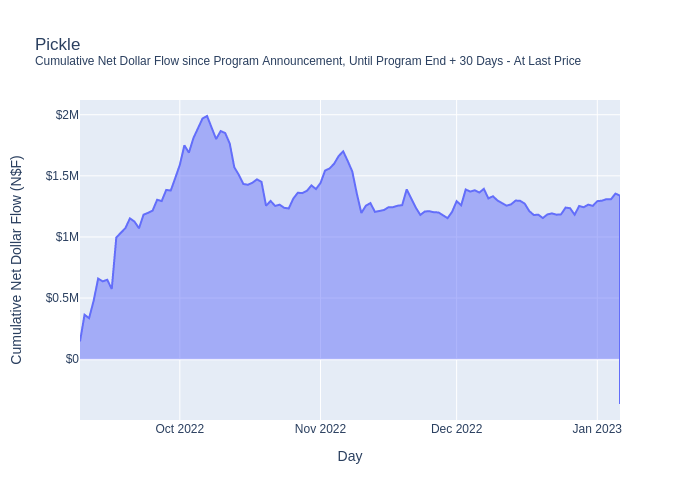 Pickle
Cumulative Net Dollar Flow since Program Announcement, Until Program End + 30 Days - At Last Price
Cumulative Net Dollar Flow (N$F)
$2M
$1.5M
$1M
$0.5M
$0
Oct 2022
Nov 2022
Dec 2022
Jan 2023
Day